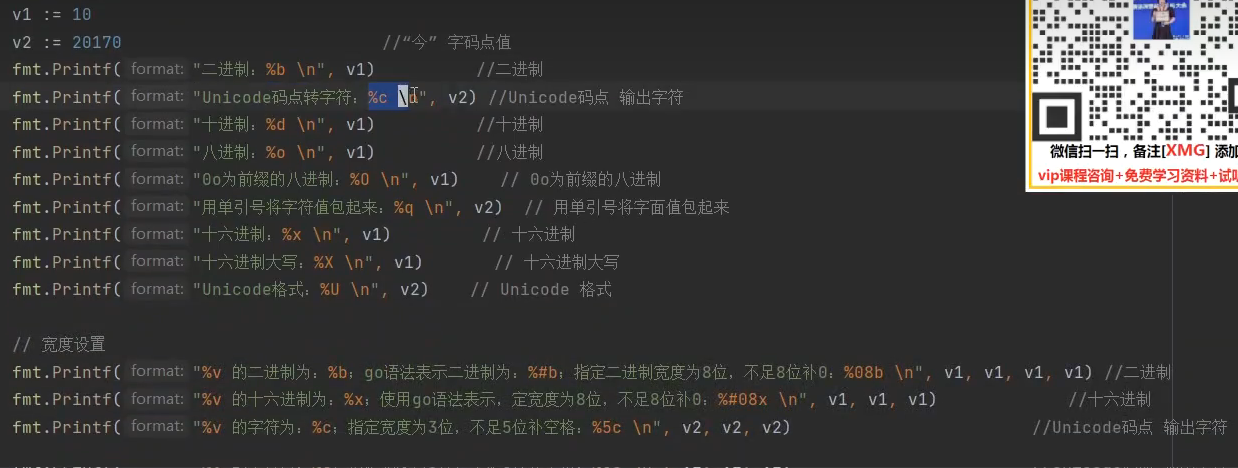 v1 := 10
v2 := 20170 //“今” 字码点值
fmt.Printf( format: "二进制：%b \n", v1) //二进制
fmt.Printf( format: "Unicode码点转字符：%c \n", v2) //Unicode码点 输出字符
fmt.Printf( format: "十进制：%d \n", v1) //十进制
fmt.Printf( format: "八进制：%o \n", v1) //八进制
fmt.Printf( format: "0o为前缀的八进制：%O \n", v1) // 0o为前缀的八进制
fmt.Printf( format: "用单引号将字符值包起来：%q \n", v2) // 用单引号将字面值包起来
fmt.Printf( format: "十六进制：%x \n", v1) // 十六进制
fmt.Printf( format: "十六进制大写：%X \n", v1) // 十六进制大写
fmt.Printf( format: "Unicode格式：%U \n", v2) // Unicode 格式
// 宽度设置
fmt.Printf( format: "%v 的二进制为：%b；go语法表示二进制为：%#b；指定二进制宽度为8位，不足8位补0：%08b \n", v1, v1, v1, v1) //二进制
fmt.Printf( format: "%v 的十六进制为：%x；使用go语法表示，定宽度为8位，不足8位补0：%#08x \n", v1, v1, v1) //十六进制
fmt.Printf( format: "%v 的字符为：%c；指定宽度为3位，不足5位补空格：%5c \n", v2, v2, v2) //Unicode码点 输出字符
微信扫一扫，备注[XMG] 添加
vip课程咨询+免费学习资料+试